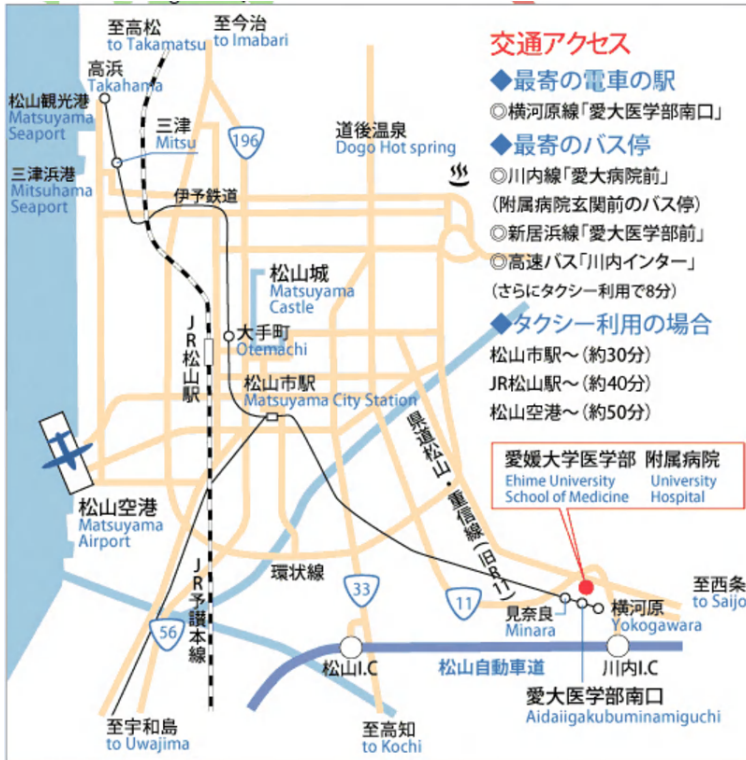 至高松
to Takamatsu
至今治
to Imabari
高浜
Takahama
松山観光港
Matsuyama
Seaport
三津
Mitsu
三津浜港
Mitsuhama
Seaport
196
道後温泉
Dogo Hot spring
伊予鉄道
松山城
Matsuyama
Castle
大手町
Otemachi
JR松山駅
松山市駅
Matsuyama City Station
松山空港
Matsuyama
Airport
県道松山・重信線(旧R11)
環状線
JR予讃本線
33
11
56
見奈良
Minara
横河原
Yokogawara
至西条
to Saijo
松山I.C
松山自動車道
川内I.C
愛大医学部南口
Aidaiigakubuminamiguchi
至宇和島
to Uwajima
至高知
to Kochi
交通アクセス
◆最寄の電車の駅
◎横河原線「愛大医学部南口」
◆最寄のバス停
◎川内線「愛大病院前」
(附属病院玄関前のバス停)
◎新居浜線「愛大医学部前」
◎高速バス「川内インター」
(さらにタクシー利用で8分)
◆タクシー利用の場合
松山市駅〜(約30分)
JR松山駅〜(約40分)
松山空港〜(約50分)
愛媛大学医学部 附属病院
Ehime University University
School of Medicine Hospital